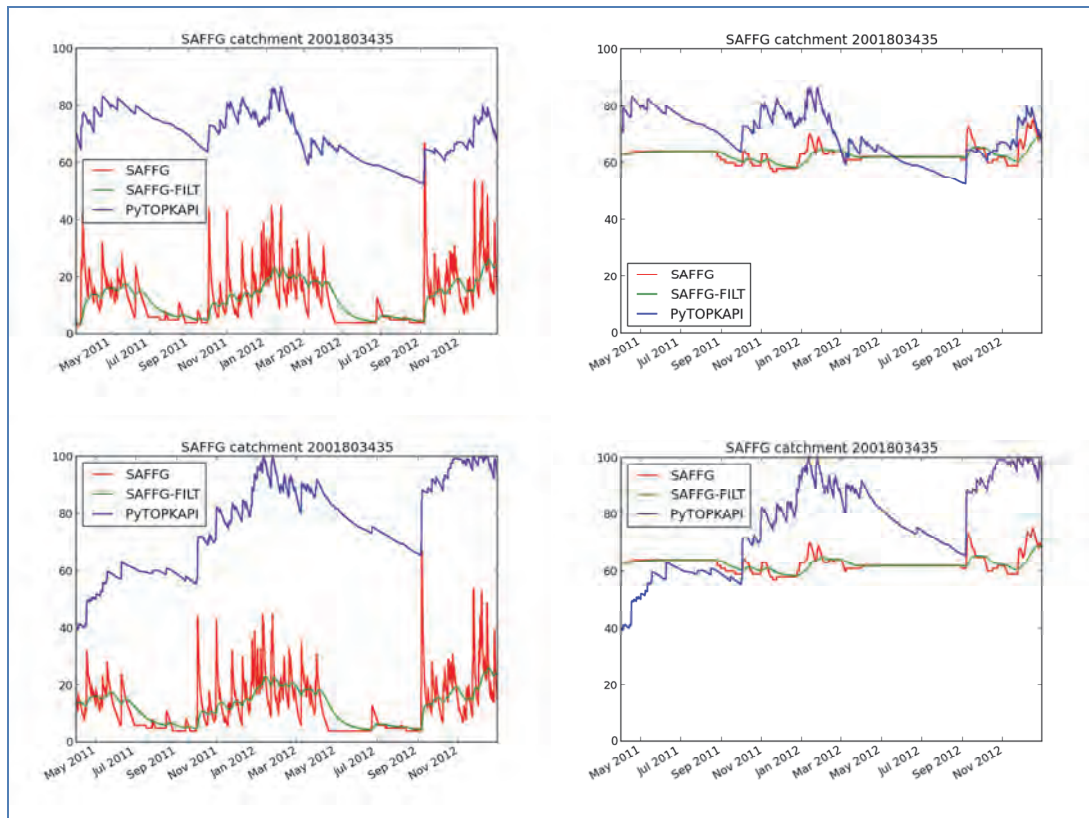 SAFFG catchment 2001803435
100
80
60
40
20
0
SAFFG
SAFFG-FILT
PyTOPKAPI
May 2011
Jul 2011
Sep 2011
Nov 2011
Jan 2012
Mar 2012
May 2012
Jul 2012
Sep 2012
Nov 2012
SAFFG catchment 2001803435
100
80
60
40
20
0
SAFFG
SAFFG-FILT
PyTOPKAPI
May 2011
Jul 2011
Sep 2011
Nov 2011
Jan 2012
Mar 2012
May 2012
Jul 2012
Sep 2012
Nov 2012
SAFFG catchment 2001803435
100
80
60
40
20
0
SAFFG
SAFFG-FILT
PyTOPKAPI
May 2011
Jul 2011
Sep 2011
Nov 2011
Jan 2012
Mar 2012
May 2012
Jul 2012
Sep 2012
Nov 2012
SAFFG catchment 2001803435
100
80
60
40
20
0
SAFFG
SAFFG-FILT
PyTOPKAPI
May 2011
Jul 2011
Sep 2011
Nov 2011
Jan 2012
Mar 2012
May 2012
Jul 2012
Sep 2012
Nov 2012